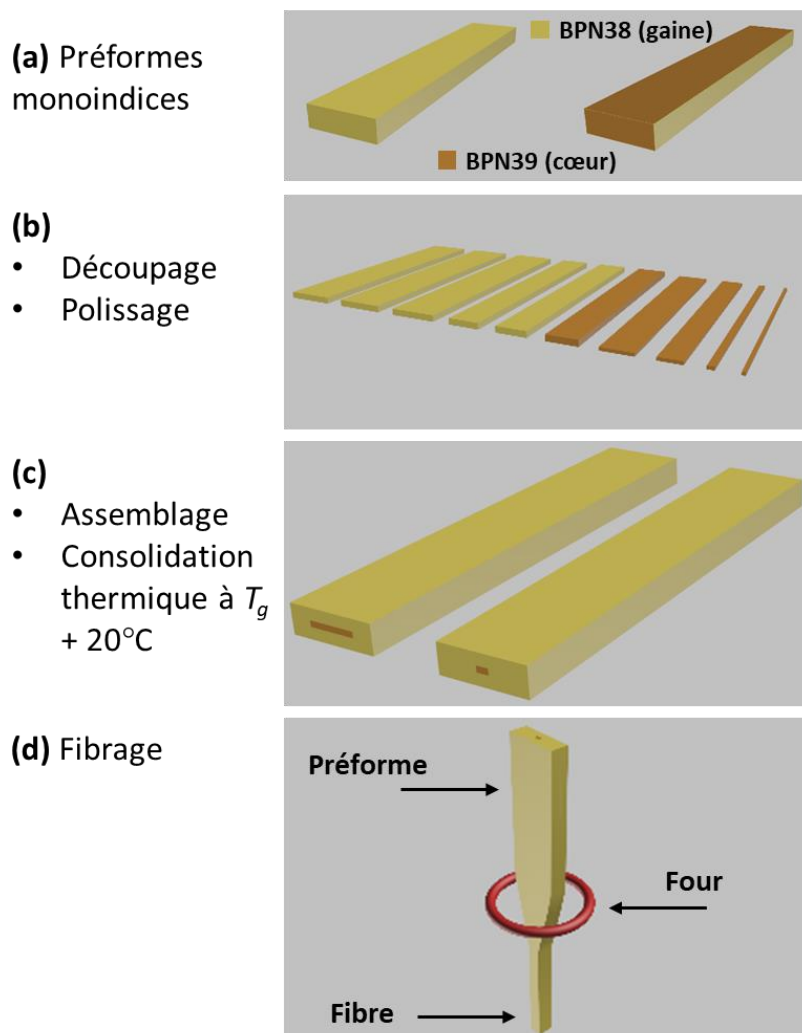 (a) Préformes
monoindices
BPN38 (gaine)
BPN39 (cœur)
(b)
• Découpage
• Polissage
(c)
• Assemblage
• Consolidation
thermique à Tg
+ 20°C
(d) Fibrage
Préforme
Four
Fibre